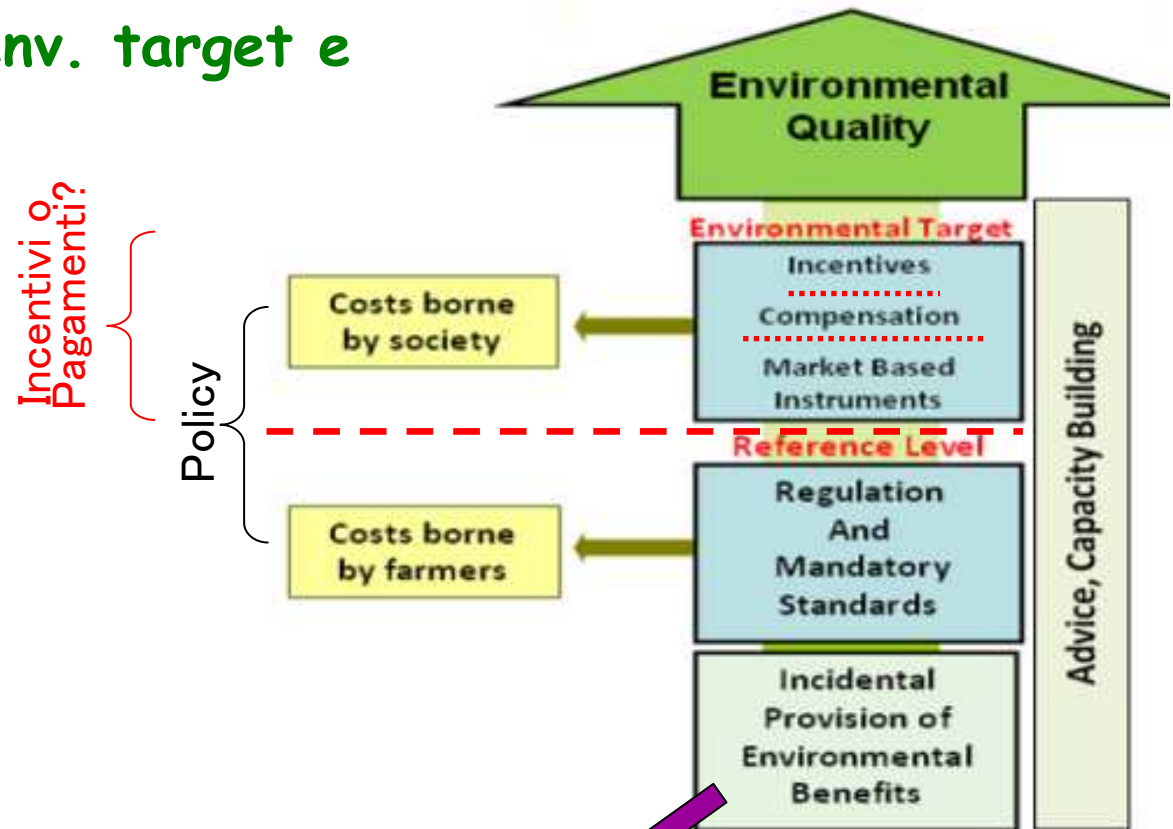 nv. target e
Environmental
Quality
Incentivi o
Pagamenti?
Policy
Costs borne
by society
Environmental Target
Incentives
Compensation
Market Based
Instruments
Reference Level
Costs borne
by farmers
Regulation
And
Mandatory
Standards
Incidental
Provision of
Environmental
Benefits
Advice, Capacity Building